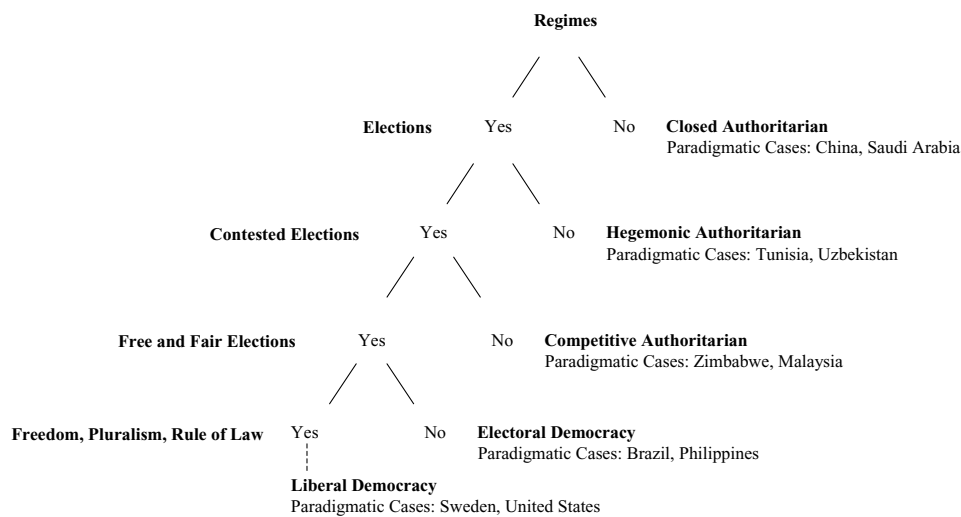 Regimes
Elections Yes No Closed Authoritarian
Paradigmatic Cases: China, Saudi Arabia
Contested Elections Yes No Hegemonic Authoritarian
Paradigmatic Cases: Tunisia, Uzbekistan
Free and Fair Elections Yes No Competitive Authoritarian
Paradigmatic Cases: Zimbabwe, Malaysia
Freedom, Pluralism, Rule of Law Yes No Electoral Democracy
Paradigmatic Cases: Brazil, Philippines
Liberal Democracy
Paradigmatic Cases: Sweden, United States